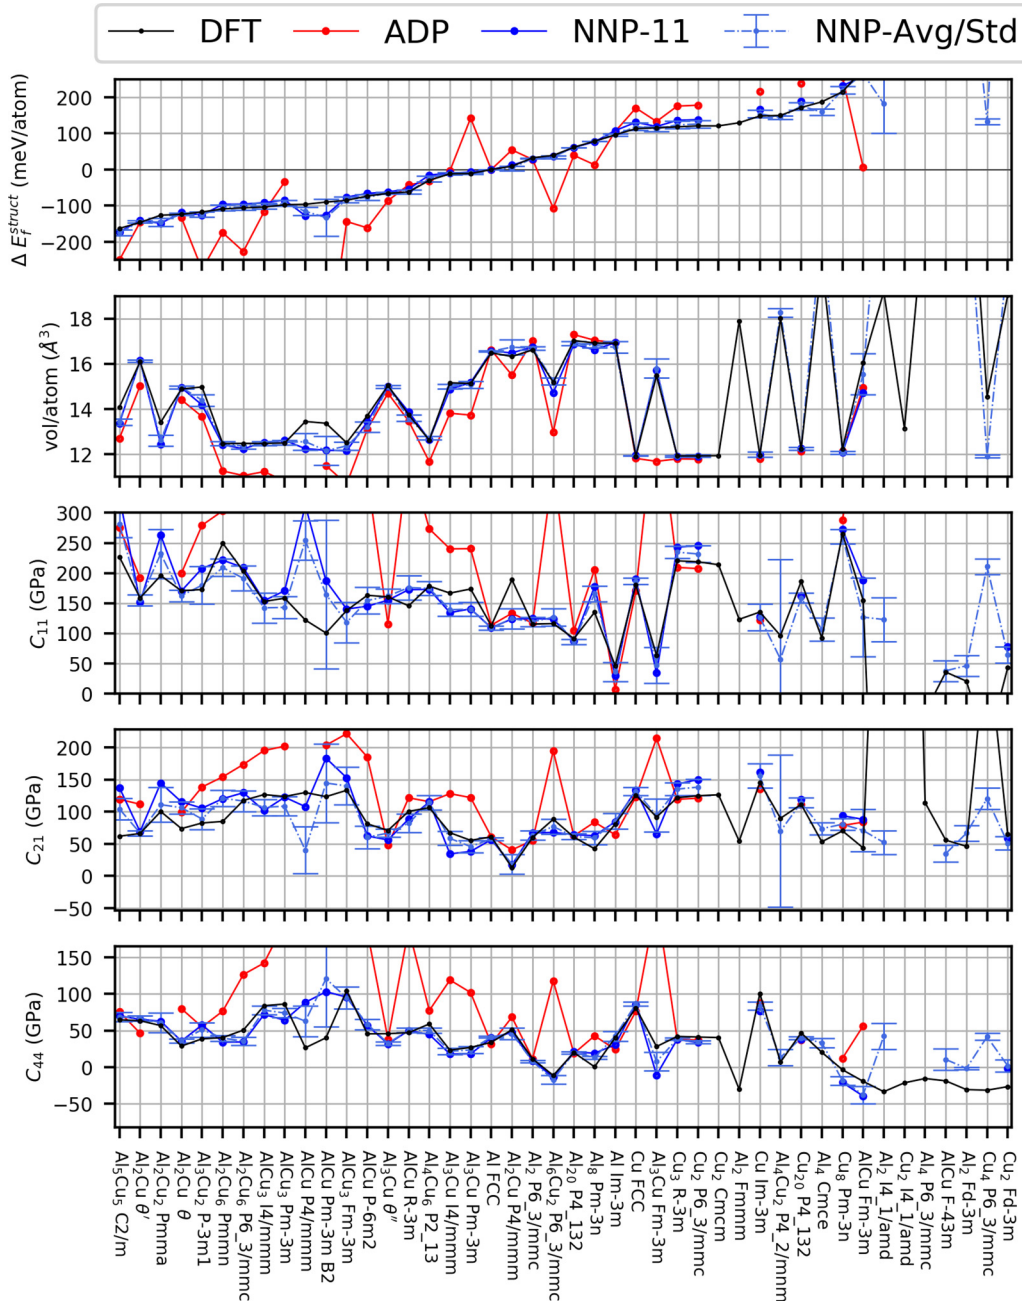 DFT ADP NNP-11 NNP-Avg/Std
Δ E_f^struct (meV/atom)
200
100
0
−100
−200
vol/atom (Å³)
18
16
14
12
C₁₁ (GPa)
300
250
200
150
100
50
0
C₂₁ (GPa)
200
150
100
50
0
−50
C₄₄ (GPa)
150
100
50
0
−50
Al₅Cu₅ C2/m
Al₂Cu θ′
Al₂Cu₂ Pmma
Al₂Cu θ
Al₃Cu₂ P-3m1
Al₂Cu₆ Pmmn
Al₂Cu₆ P6_3/mmc
AlCu₃ I4/mmm
AlCu₃ Pm-3m
AlCu P4/mmm
AlCu Pm-3m B2
AlCu₃ Fm-3m
AlCu P-6m2
Al₃Cu θ″
AlCu R-3m
Al₄Cu₆ P2_13
Al₃Cu I4/mmm
Al₃Cu Pm-3m
Al FCC
Al₂Cu P4/mmm
Al₂ P6_3/mmc
Al₆Cu₂ P6_3/mmc
Al₂₀ P4_132
Al₈ Pm-3n
Al Im-3m
Cu FCC
Al₃Cu Fm-3m
Cu₃ R-3m
Cu₂ P6_3/mmc
Cu₂ Cmcm
Al₂ Fmmm
Cu Im-3m
Al₄Cu₂ P4_2/mnm
Cu₂₀ P4_132
Al₄ Cmce
Cu₈ Pm-3n
AlCu Fm-3m
Al₂ I4_1/amd
Cu₂ I4_1/amd
Al₄ P6_3/mmc
AlCu F-43m
Al₂ Fd-3m
Cu₄ P6_3/mmc
Cu₂ Fd-3m